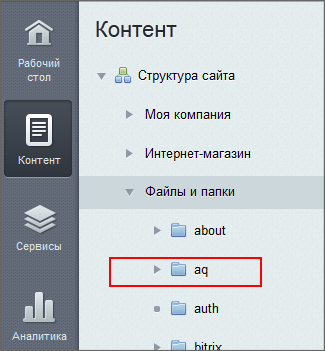 Рабочий
стол
Контент
Сервисы
Аналитика
Контент
Структура сайта
Моя компания
Интернет-магазин
Файлы и папки
about
aq
auth
bitrix